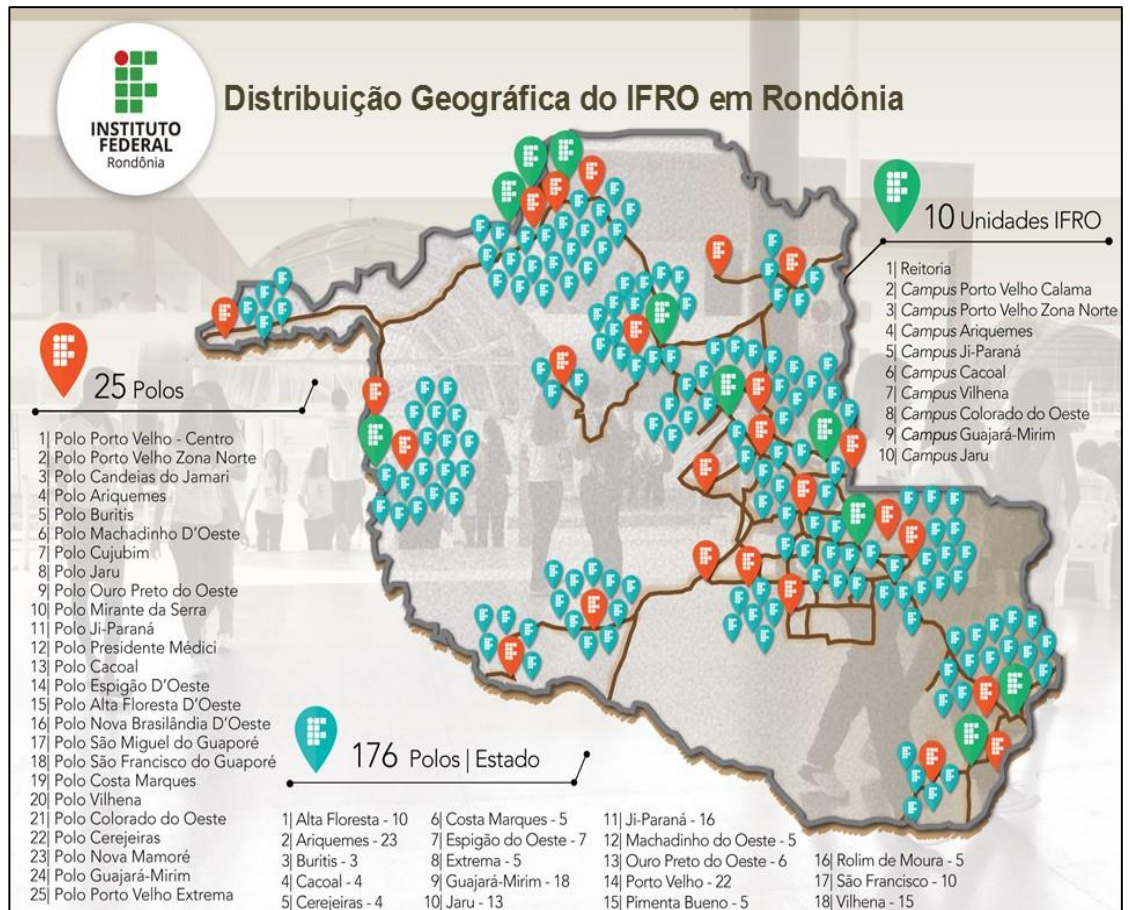 INSTITUTO
FEDERAL
Rondônia
Distribuição Geográfica do IFRO em Rondônia
10 Unidades IFRO
1| Reitoria
2| Campus Porto Velho Calama
3| Campus Porto Velho Zona Norte
4| Campus Ariquemes
5| Campus Ji-Paraná
6| Campus Cacoal
7| Campus Vilhena
8| Campus Colorado do Oeste
9| Campus Guajará-Mirim
10| Campus Jaru
25 Polos
1| Polo Porto Velho - Centro
2| Polo Porto Velho Zona Norte
3| Polo Candeias do Jamari
4| Polo Ariquemes
5| Polo Buritis
6| Polo Machadinho D'Oeste
7| Polo Cujubim
8| Polo Jaru
9| Polo Ouro Preto do Oeste
10| Polo Mirante da Serra
11| Polo Ji-Paraná
12| Polo Presidente Médici
13| Polo Cacoal
14| Polo Espigão D'Oeste
15| Polo Alta Floresta D'Oeste
16| Polo Nova Brasilândia D'Oeste
17| Polo São Miguel do Guaporé
18| Polo São Francisco do Guaporé
19| Polo Costa Marques
20| Polo Vilhena
21| Polo Colorado do Oeste
22| Polo Cerejeiras
23| Polo Nova Mamoré
24| Polo Guajará-Mirim
25| Polo Porto Velho Extrema
176 Polos | Estado
1| Alta Floresta - 10
2| Ariquemes - 23
3| Buritis - 3
4| Cacoal - 4
5| Cerejeiras - 4
6| Costa Marques - 5
7| Espigão do Oeste - 7
8| Extrema - 5
9| Guajará-Mirim - 18
10| Jaru - 13
11| Ji-Paraná - 16
12| Machadinho do Oeste - 5
13| Ouro Preto do Oeste - 6
14| Porto Velho - 22
15| Pimenta Bueno - 5
16| Rolim de Moura - 5
17| São Francisco - 10
18| Vilhena - 15